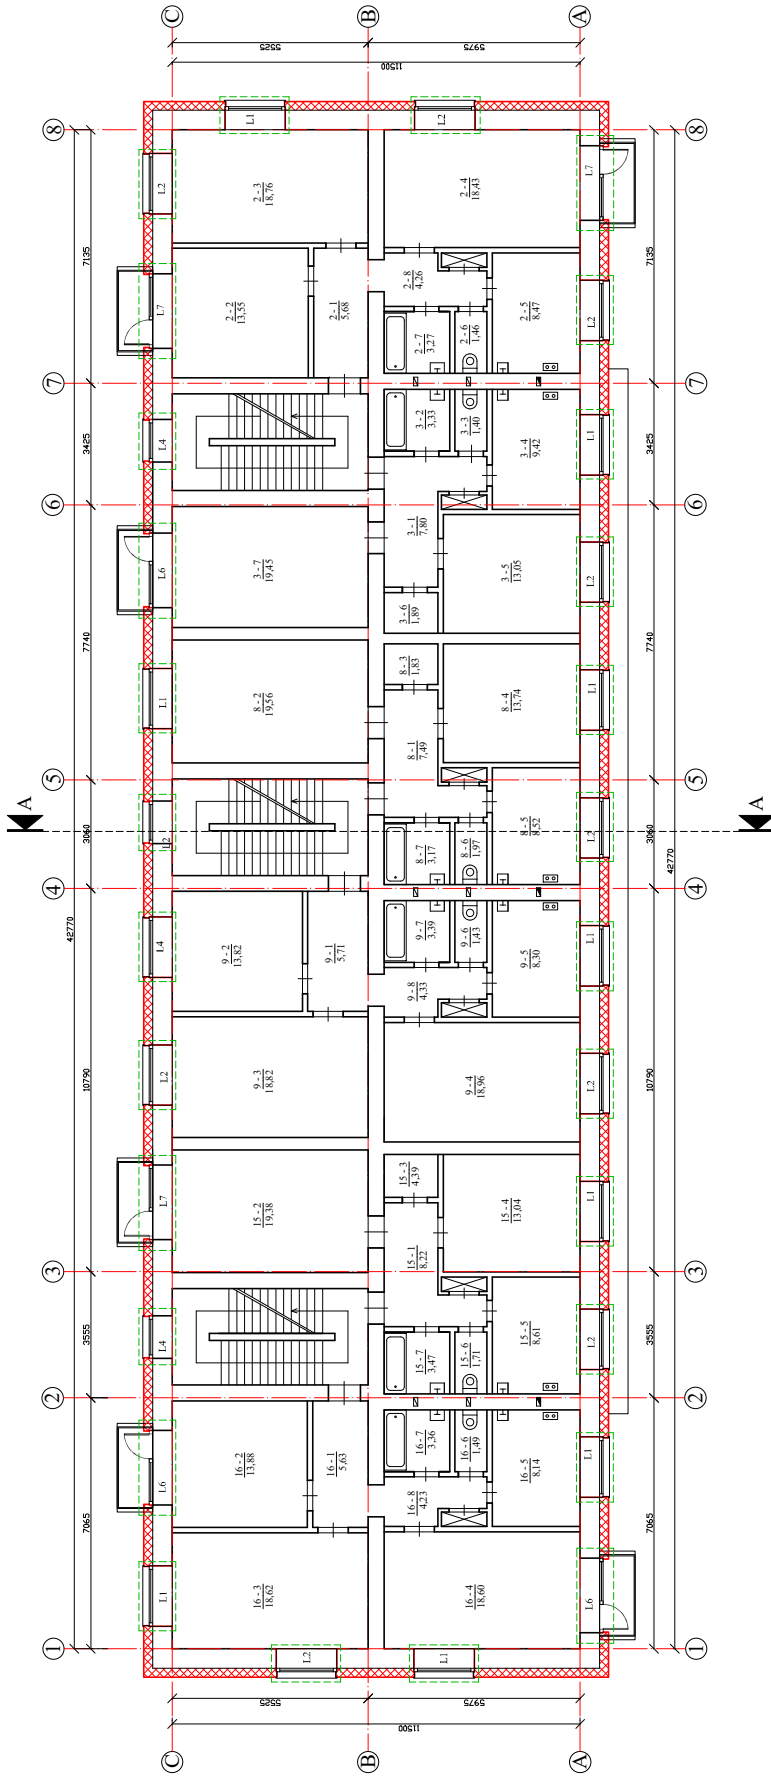 C
B
A
5525
5975
11500
8
L1
L2
8
L2
2 - 3
18,76
2 - 4
18,43
L7
7135
L7
2 - 2
13,55
2 - 1
5,68
2 - 8
4,26
2 - 7
3,27
2 - 6
1,46
2 - 5
8,47
L2
7135
7
7
3425
L4
3 - 2
3,33
3 - 3
1,40
3 - 4
9,42
L1
3425
6
6
L6
3 - 7
19,45
3 - 1
7,80
3 - 5
13,05
L2
3 - 6
1,89
7740
7740
L1
8 - 2
19,56
8 - 3
1,83
8 - 4
13,74
L1
8 - 1
7,49
5
5
A
A
3060
L2
8 - 7
3,17
8 - 6
1,97
8 - 5
8,52
L2
3060
42770
42770
4
4
L4
9 - 2
13,82
9 - 1
5,71
9 - 7
3,39
9 - 6
1,43
9 - 5
8,30
L1
9 - 8
4,33
10790
L2
9 - 3
18,82
9 - 4
18,96
L2
10790
L7
15 - 2
19,38
15 - 3
4,39
15 - 4
13,04
L1
15 - 1
8,22
3
3
3555
L4
15 - 7
3,47
15 - 6
1,71
15 - 5
8,61
L2
3555
2
2
L6
16 - 2
13,88
16 - 1
5,63
16 - 7
3,36
16 - 6
1,49
16 - 5
8,14
L1
16 - 8
4,23
7065
7065
L1
16 - 3
18,62
16 - 4
18,60
L6
1
L2
L1
1
5525
5975
11500
C
B
A